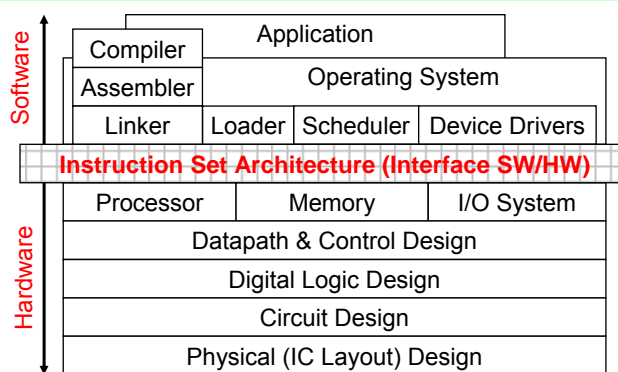 Application
Compiler
Operating System
Assembler
Linker
Loader
Scheduler
Device Drivers
Software
Instruction Set Architecture (Interface SW/HW)
Hardware
Processor
Memory
I/O System
Datapath & Control Design
Digital Logic Design
Circuit Design
Physical (IC Layout) Design